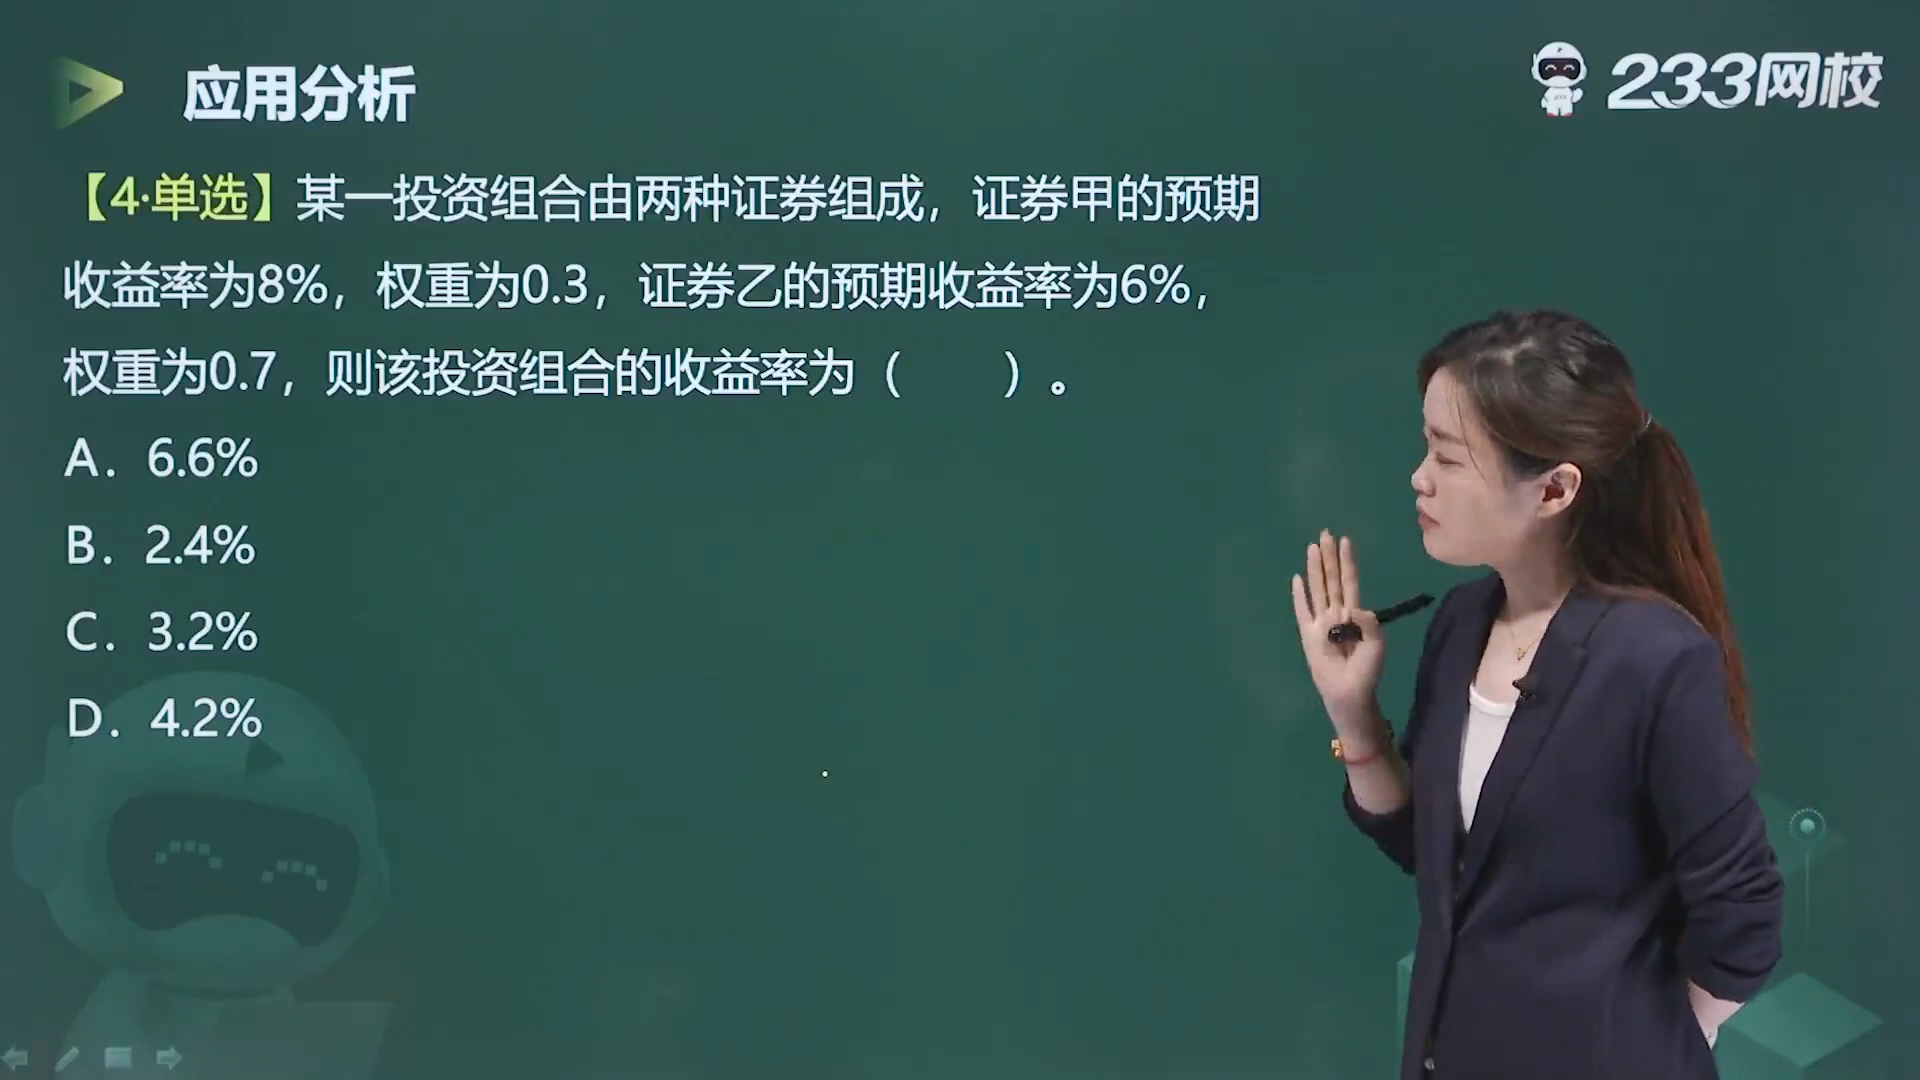 应用分析
233网校
【4·单选】某一投资组合由两种证券组成，证券甲的预期
收益率为8%，权重为0.3，证券乙的预期收益率为6%，
权重为0.7，则该投资组合的收益率为（　　）。
A．6.6%
B．2.4%
C．3.2%
D．4.2%